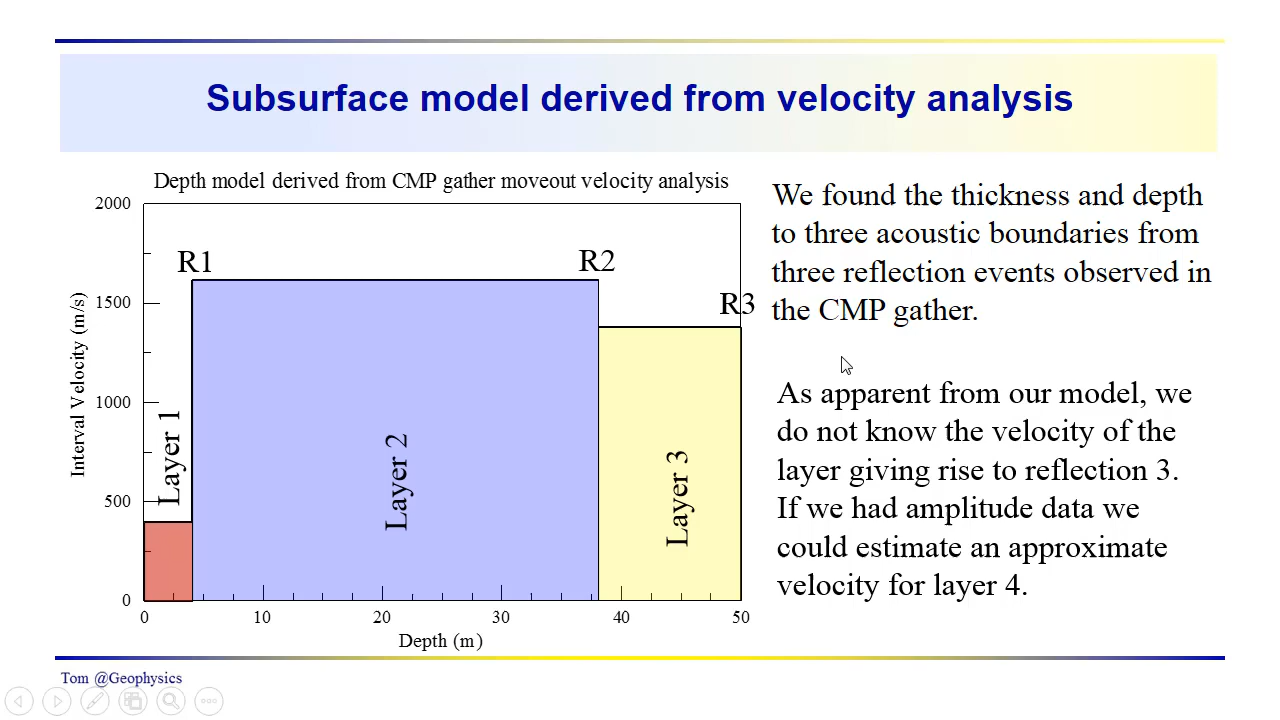 Subsurface model derived from velocity analysis
Depth model derived from CMP gather moveout velocity analysis
2000
1500
1000
500
0
Interval Velocity (m/s)
R1
R2
R3
Layer 1
Layer 2
Layer 3
0
10
20
30
40
50
Depth (m)
We found the thickness and depth
to three acoustic boundaries from
three reflection events observed in
the CMP gather.
As apparent from our model, we
do not know the velocity of the
layer giving rise to reflection 3.
If we had amplitude data we
could estimate an approximate
velocity for layer 4.
Tom @Geophysics